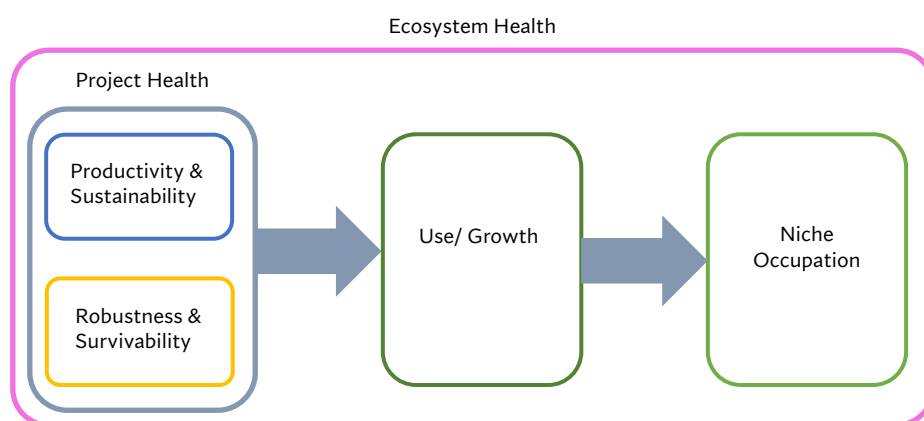 Ecosystem Health
Project Health
Productivity &
Sustainability
Robustness &
Survivability
Use/ Growth
Niche
Occupation